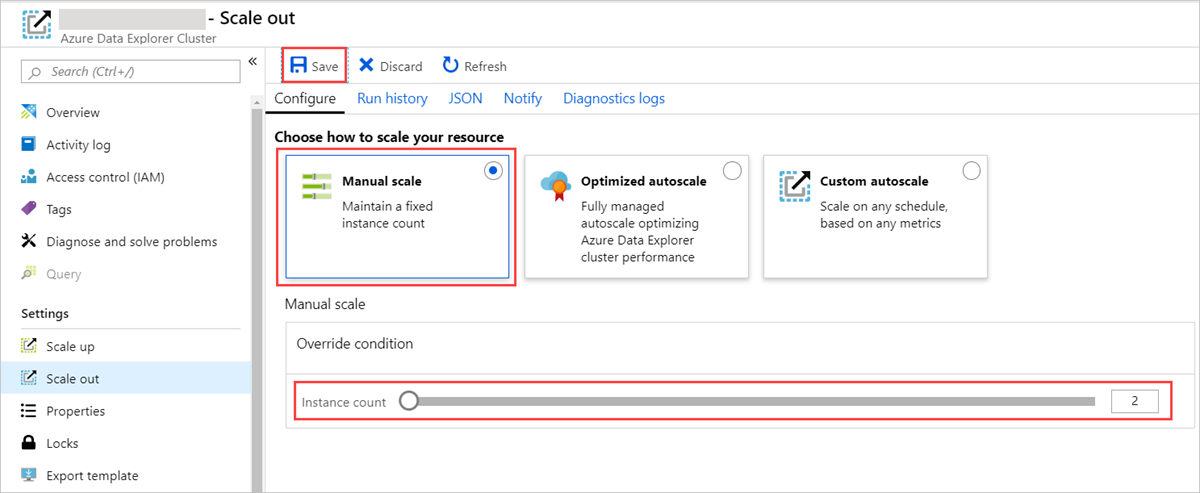 - Scale out
Azure Data Explorer Cluster
Search (Ctrl+/)
«
Overview
Activity log
Access control (IAM)
Tags
Diagnose and solve problems
Query
Settings
Scale up
Scale out
Properties
Locks
Export template
Save
Discard
Refresh
Configure
Run history
JSON
Notify
Diagnostics logs
Choose how to scale your resource
Manual scale
Maintain a fixed
instance count
Optimized autoscale
Fully managed
autoscale optimizing
Azure Data Explorer
cluster performance
Custom autoscale
Scale on any schedule,
based on any metrics
Manual scale
Override condition
Instance count
2